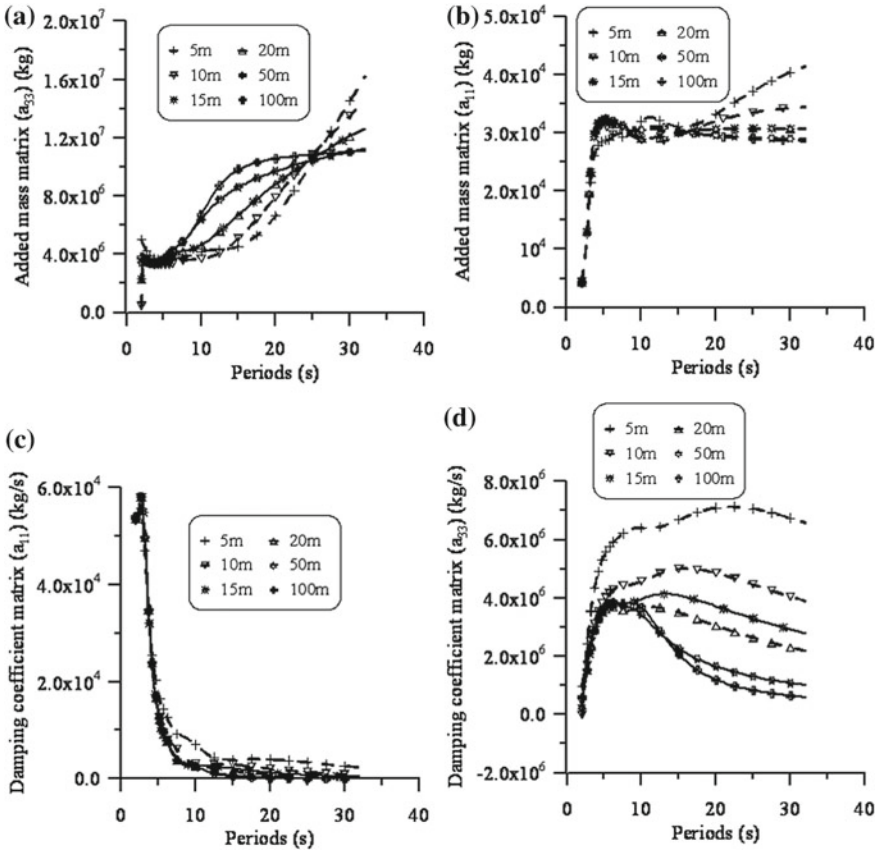 (a)
Added mass matrix (a33) (kg)
2.0x10^7
1.6x10^7
1.2x10^7
8.0x10^6
4.0x10^6
0.0
5m 20m
10m 50m
15m 100m
0 10 20 30 40
Periods (s)
(b)
Added mass matrix (a11) (kg)
5.0x10^4
4.0x10^4
3.0x10^4
2.0x10^4
10^4
0.0
5m 20m
10m 50m
15m 100m
0 10 20 30 40
Periods (s)
(c)
Damping coefficient matrix (a11) (kg/s)
6.0x10^4
4.0x10^4
2.0x10^4
0.0
5m 20m
10m 50m
15m 100m
0 10 20 30 40
Periods (s)
(d)
Damping coefficient matrix (a33) (kg/s)
8.0x10^6
6.0x10^6
4.0x10^6
2.0x10^6
0.0
-2.0x10^6
5m 20m
10m 50m
15m 100m
0 10 20 30 40
Periods (s)